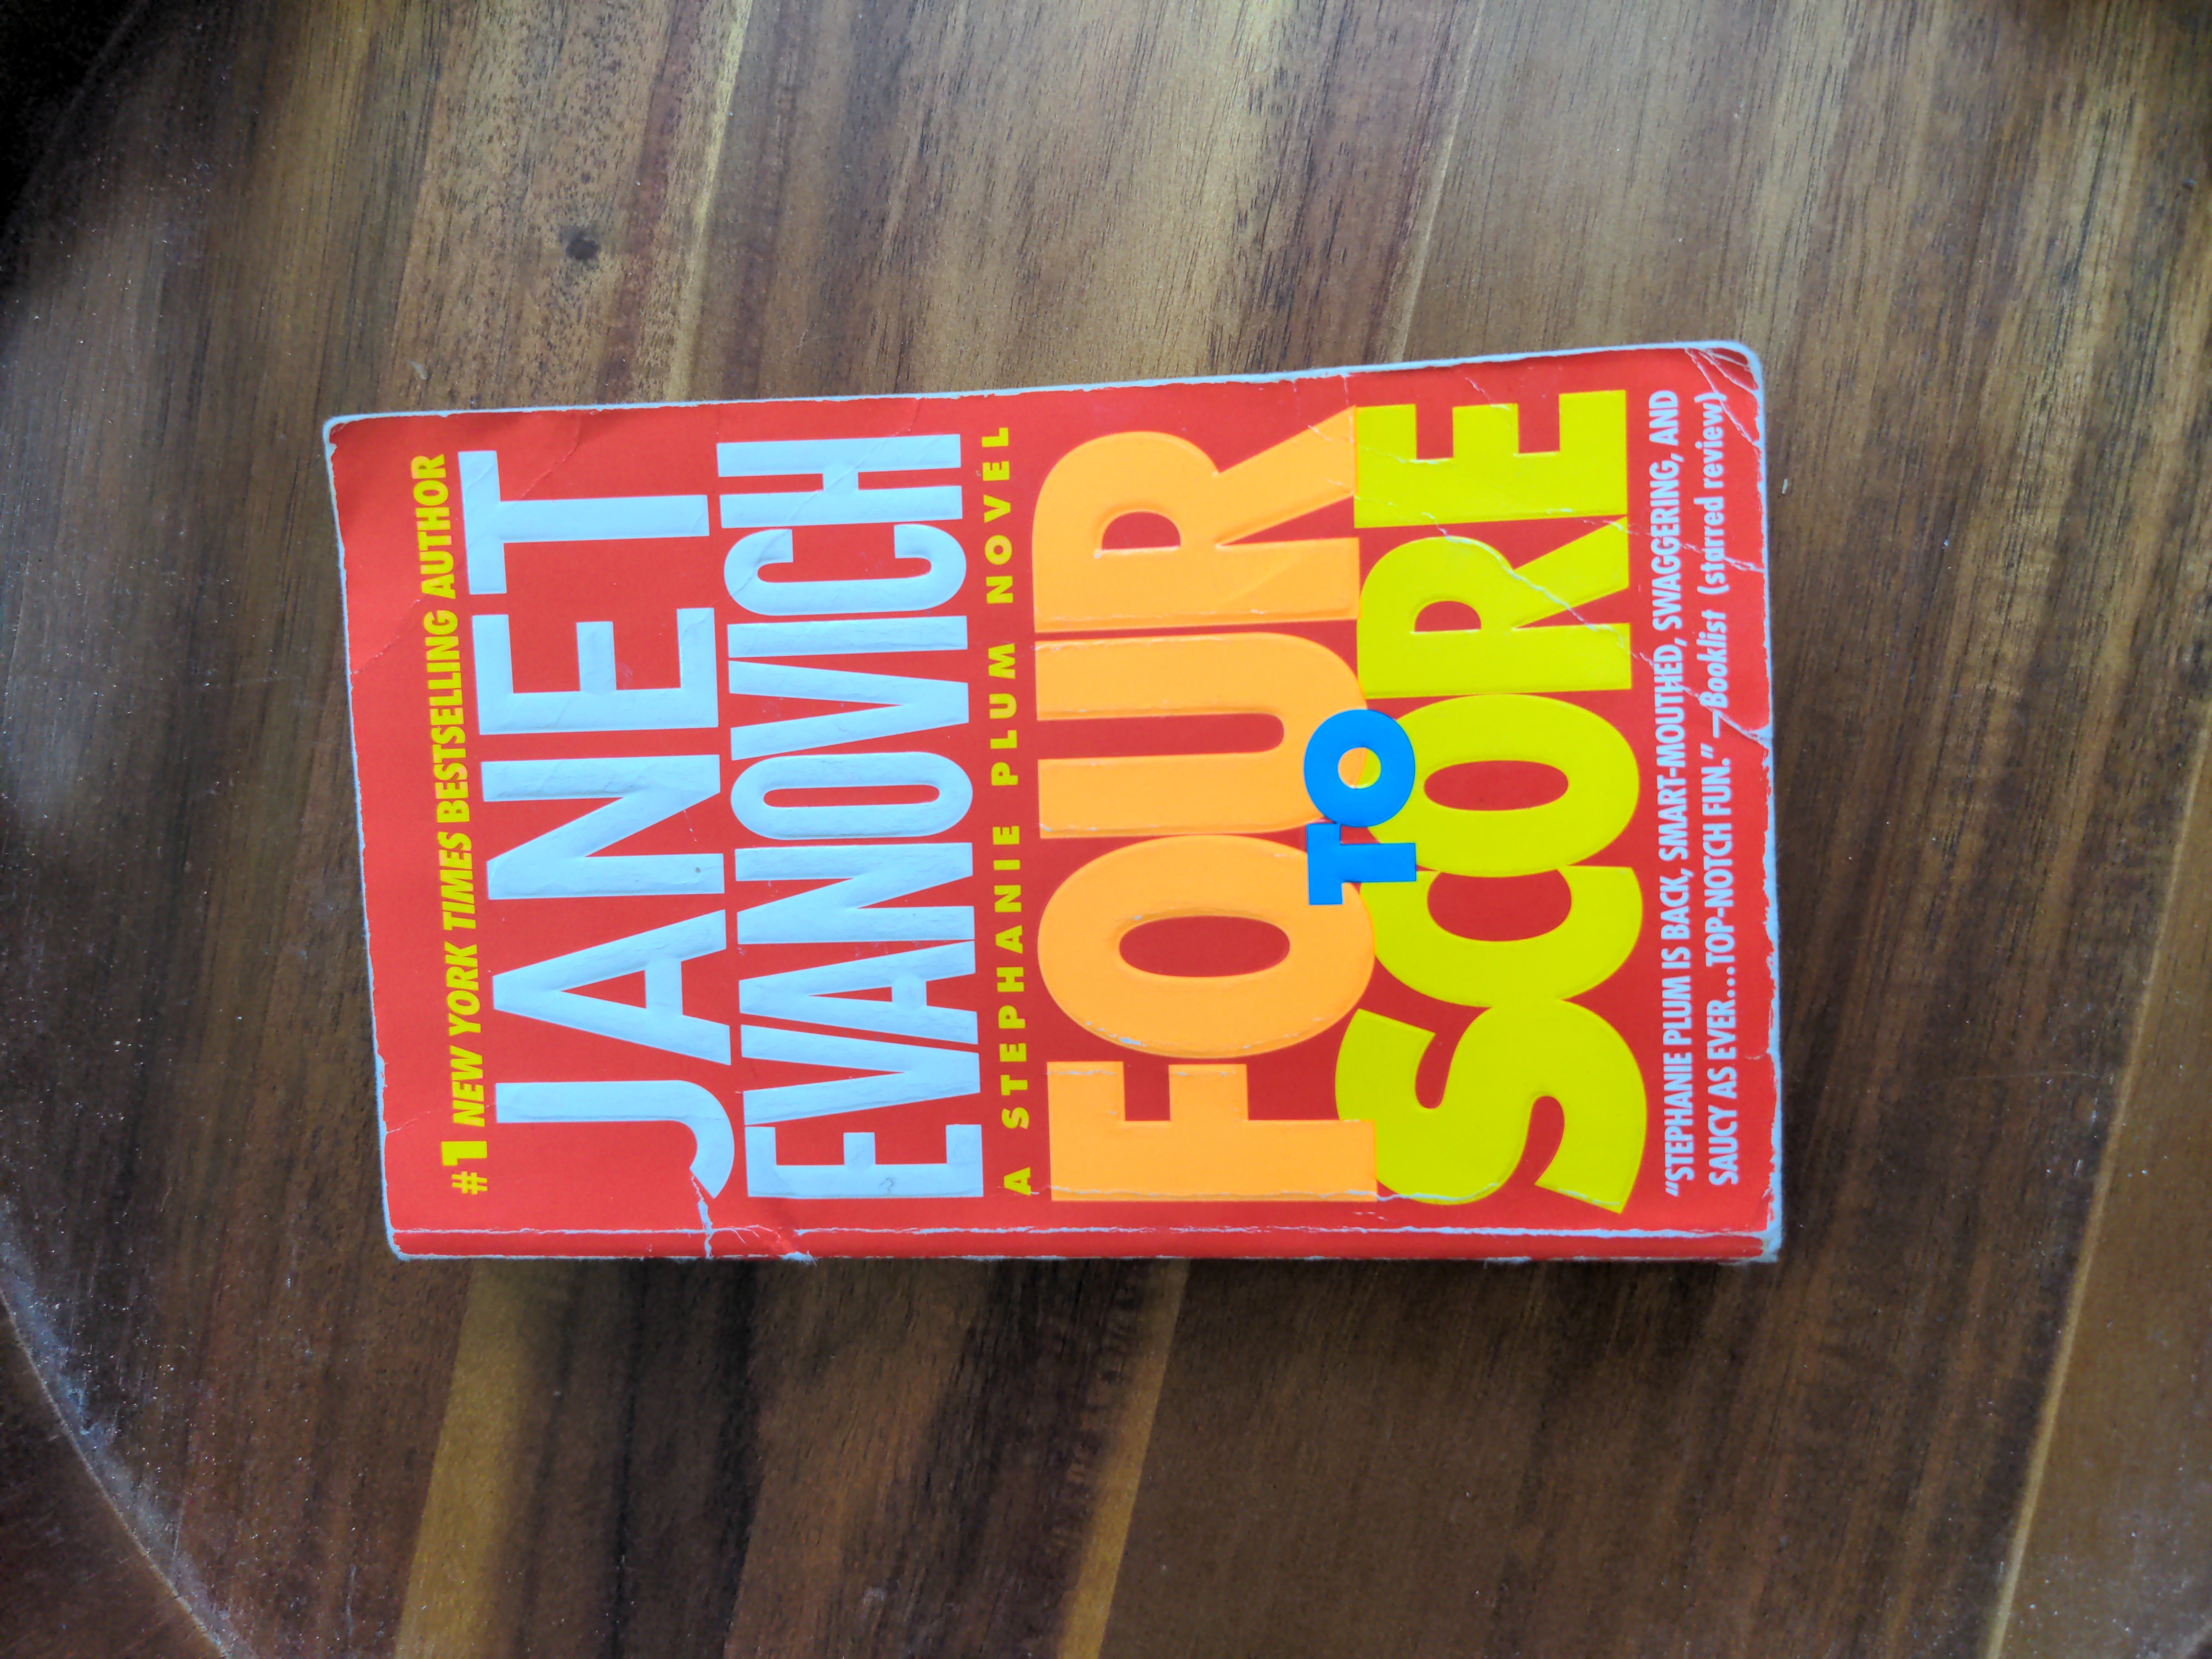 #1 NEW YORK TIMES BESTSELLING AUTHOR
JANET
EVANOVICH
A STEPHANIE PLUM NOVEL
FOUR
TO
SCORE
“STEPHANIE PLUM IS BACK, SMART-MOUTHED, SWAGGERING, AND
SAUCY AS EVER...TOP-NOTCH FUN.” —Booklist (starred review)